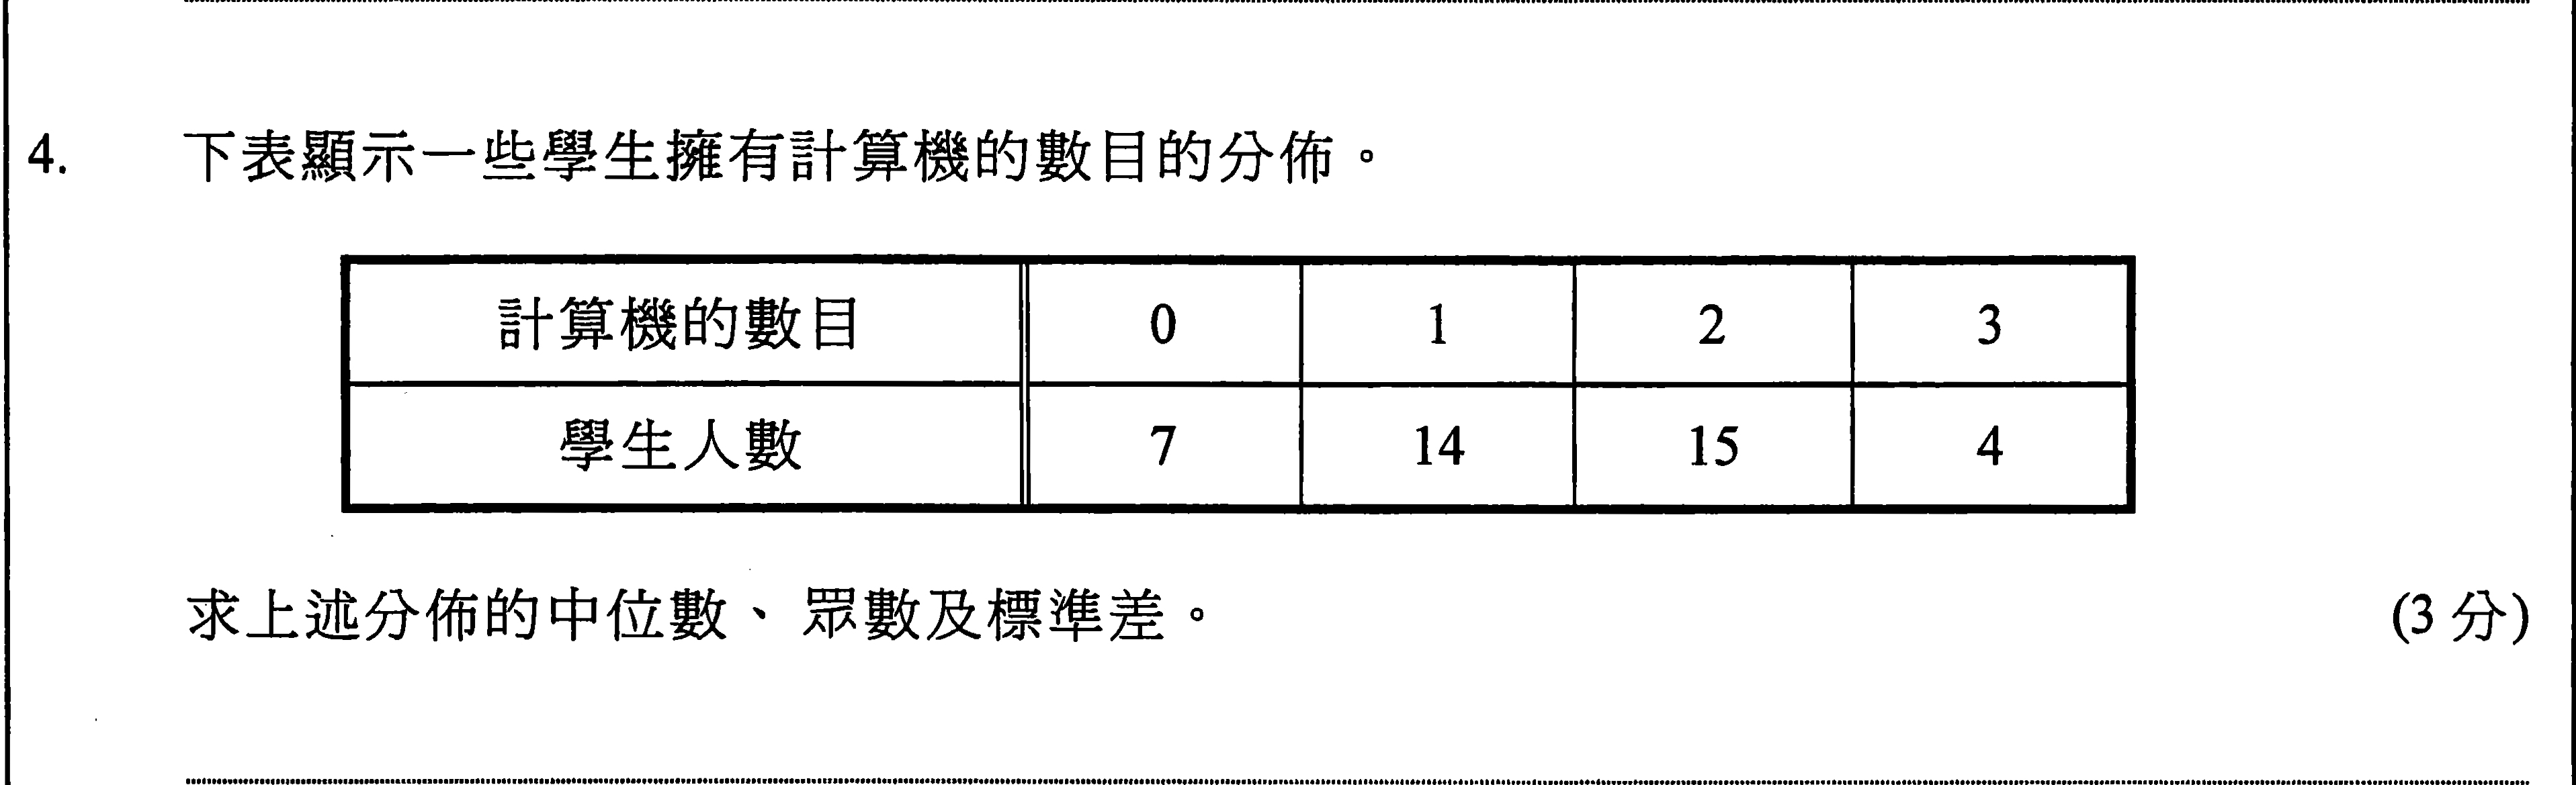 4. 下表顯示一些學生擁有計算機的數目的分佈。
計算機的數目 0 1 2 3
學生人數 7 14 15 4
求上述分佈的中位數、眾數及標準差。 (3 分)